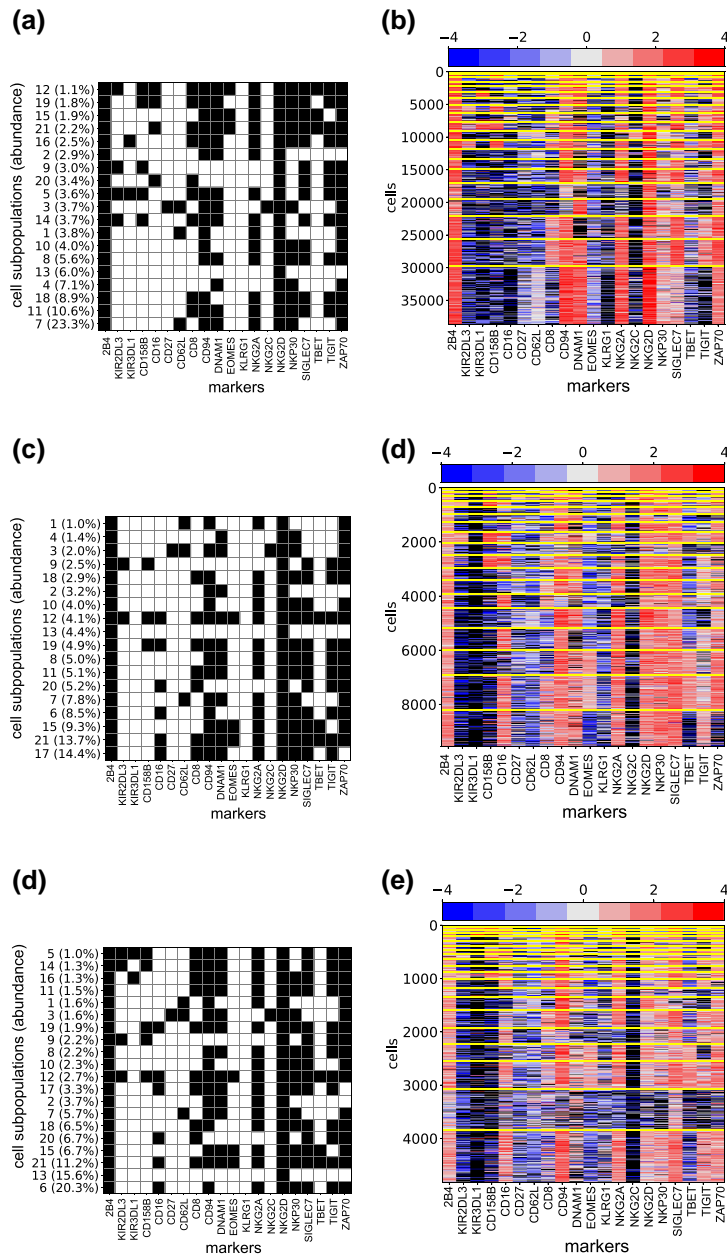 (a)
cell subpopulations (abundance)
12 (1.1%)
19 (1.8%)
15 (1.9%)
21 (2.2%)
16 (2.5%)
2 (2.9%)
9 (3.0%)
20 (3.4%)
5 (3.6%)
3 (3.7%)
14 (3.7%)
1 (3.8%)
10 (4.0%)
8 (5.6%)
13 (6.0%)
4 (7.1%)
18 (8.9%)
11 (10.6%)
7 (23.3%)
2B4 KIR2DL3 KIR3DL1 CD158B CD16 CD27 CD62L CD8 CD94 DNAM1 EOMES KLRG1 NKG2A NKG2C NKG2D NKP30 SIGLEC7 TBET TIGIT ZAP70
markers
(b)
−4 −2 0 2 4
cells
0
5000
10000
15000
20000
25000
30000
35000
2B4 KIR2DL3 KIR3DL1 CD158B CD16 CD27 CD62L CD8 CD94 DNAM1 EOMES KLRG1 NKG2A NKG2C NKG2D NKP30 SIGLEC7 TBET TIGIT ZAP70
markers
(c)
cell subpopulations (abundance)
1 (1.0%)
4 (1.4%)
3 (2.0%)
9 (2.5%)
18 (2.9%)
2 (3.2%)
10 (4.0%)
12 (4.1%)
13 (4.4%)
19 (4.9%)
8 (5.0%)
11 (5.1%)
20 (5.2%)
7 (7.8%)
6 (8.5%)
15 (9.3%)
21 (13.7%)
17 (14.4%)
2B4 KIR2DL3 KIR3DL1 CD158B CD16 CD27 CD62L CD8 CD94 DNAM1 EOMES KLRG1 NKG2A NKG2C NKG2D NKP30 SIGLEC7 TBET TIGIT ZAP70
markers
(d)
−4 −2 0 2 4
cells
0
2000
4000
6000
8000
2B4 KIR2DL3 KIR3DL1 CD158B CD16 CD27 CD62L CD8 CD94 DNAM1 EOMES KLRG1 NKG2A NKG2C NKG2D NKP30 SIGLEC7 TBET TIGIT ZAP70
markers
(d)
cell subpopulations (abundance)
5 (1.0%)
14 (1.3%)
16 (1.3%)
11 (1.5%)
1 (1.6%)
3 (1.6%)
19 (1.9%)
9 (2.2%)
8 (2.2%)
10 (2.3%)
12 (2.7%)
17 (3.3%)
2 (3.7%)
7 (5.7%)
18 (6.5%)
20 (6.7%)
15 (6.7%)
21 (11.2%)
13 (15.6%)
6 (20.3%)
2B4 KIR2DL3 KIR3DL1 CD158B CD16 CD27 CD62L CD8 CD94 DNAM1 EOMES KLRG1 NKG2A NKG2C NKG2D NKP30 SIGLEC7 TBET TIGIT ZAP70
markers
(e)
−4 −2 0 2 4
cells
0
1000
2000
3000
4000
2B4 KIR2DL3 KIR3DL1 CD158B CD16 CD27 CD62L CD8 CD94 DNAM1 EOMES KLRG1 NKG2A NKG2C NKG2D NKP30 SIGLEC7 TBET TIGIT ZAP70
markers